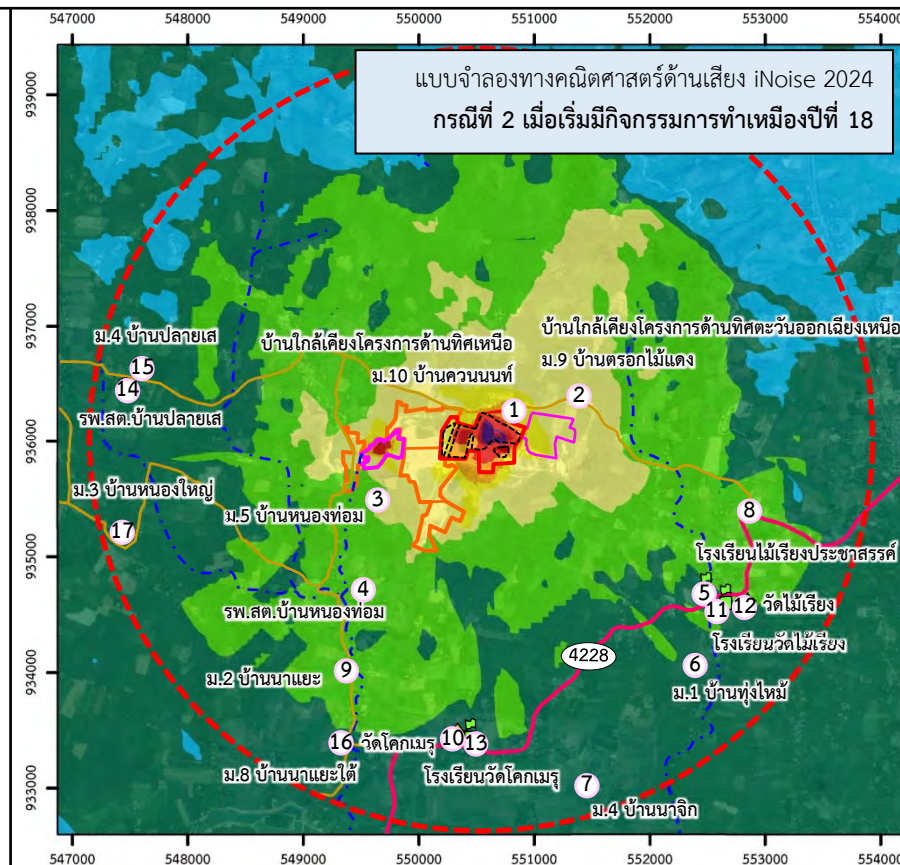 547000 548000 549000 550000 551000 552000 553000 554000
แบบจำลองทางคณิตศาสตร์ด้านเสียง iNoise 2024
กรณีที่ 2 เมื่อเริ่มมีกิจกรรมการทำเหมืองปีที่ 18
939000
938000
937000
936000
935000
934000
933000
ม.4 บ้านปลายเส
15
14
รพ.สต.บ้านปลายเส
บ้านใกล้เคียงโครงการด้านทิศเหนือ
ม.10 บ้านควนนนท์
1
บ้านใกล้เคียงโครงการด้านทิศตะวันออกเฉียงเหนือ
ม.9 บ้านตรอกไม้แดง
2
ม.3 บ้านหนองใหญ่
17
3
ม.5 บ้านหนองท่อม
8
โรงเรียนไม้เรียงประชาสรรค์
4
รพ.สต.บ้านหนองท่อม
5
11
12
วัดไม้เรียง
โรงเรียนวัดไม้เรียง
4228
6
ม.1 บ้านทุ่งไหม้
ม.2 บ้านนาแยะ
9
16
วัดโคกเมรุ
10
13
ม.8 บ้านนาแยะใต้
โรงเรียนวัดโคกเมรุ
7
ม.4 บ้านนาจิก
547000 548000 549000 550000 551000 552000 553000 554000